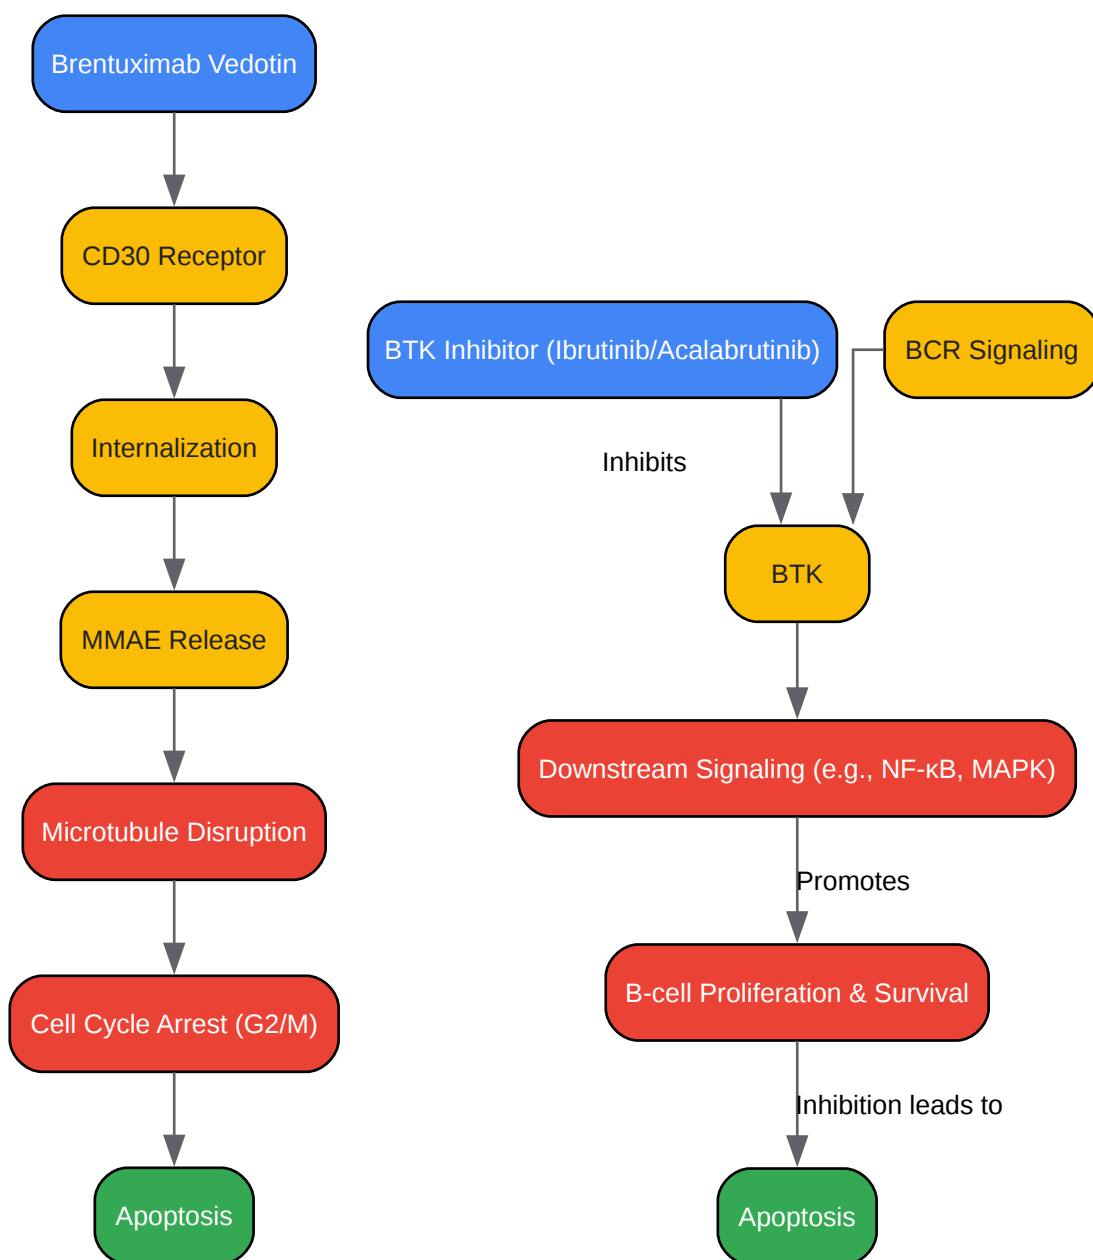 Brentuximab Vedotin
CD30 Receptor
Internalization
MMAE Release
Microtubule Disruption
Cell Cycle Arrest (G2/M)
Apoptosis
BTK Inhibitor (Ibrutinib/Acalabrutinib)
BCR Signaling
Inhibits
BTK
Downstream Signaling (e.g., NF-κB, MAPK)
Promotes
B-cell Proliferation & Survival
Inhibition leads to
Apoptosis